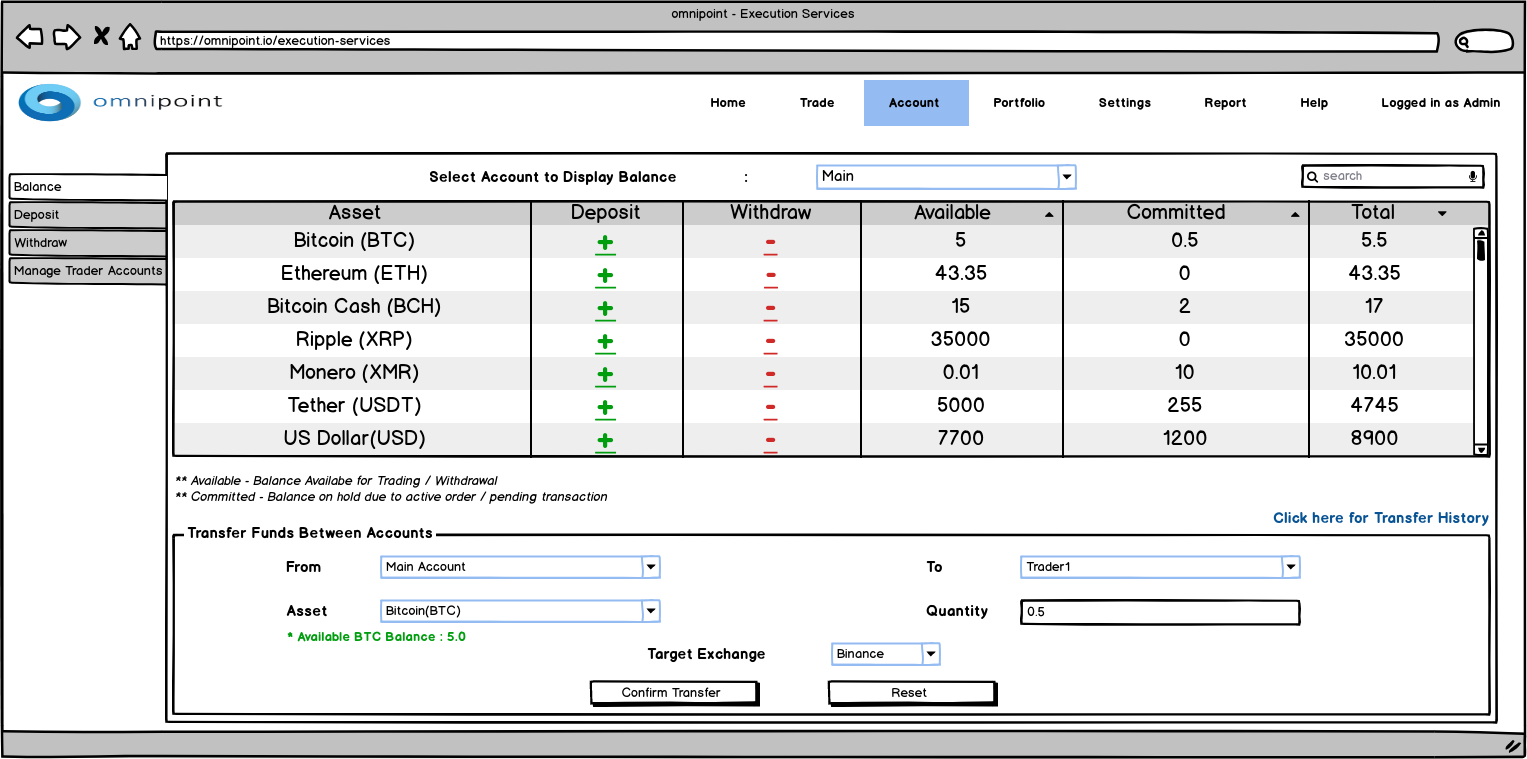 omnipoint - Execution Services
https://omnipoint.io/execution-services
omnipoint
Home Trade Account Portfolio Settings Report Help Logged in as Admin
Balance
Deposit
Withdraw
Manage Trader Accounts
Select Account to Display Balance : Main search
Asset Deposit Withdraw Available Committed Total
Bitcoin (BTC) + - 5 0.5 5.5
Ethereum (ETH) + - 43.35 0 43.35
Bitcoin Cash (BCH) + - 15 2 17
Ripple (XRP) + - 35000 0 35000
Monero (XMR) + - 0.01 10 10.01
Tether (USDT) + - 5000 255 4745
US Dollar(USD) + - 7700 1200 8900
** Available - Balance Availabe for Trading / Withdrawal
** Committed - Balance on hold due to active order / pending transaction
Click here for Transfer History
Transfer Funds Between Accounts
From Main Account To Trader1
Asset Bitcoin(BTC) Quantity 0.5
* Available BTC Balance : 5.0
Target Exchange Binance
Confirm Transfer Reset